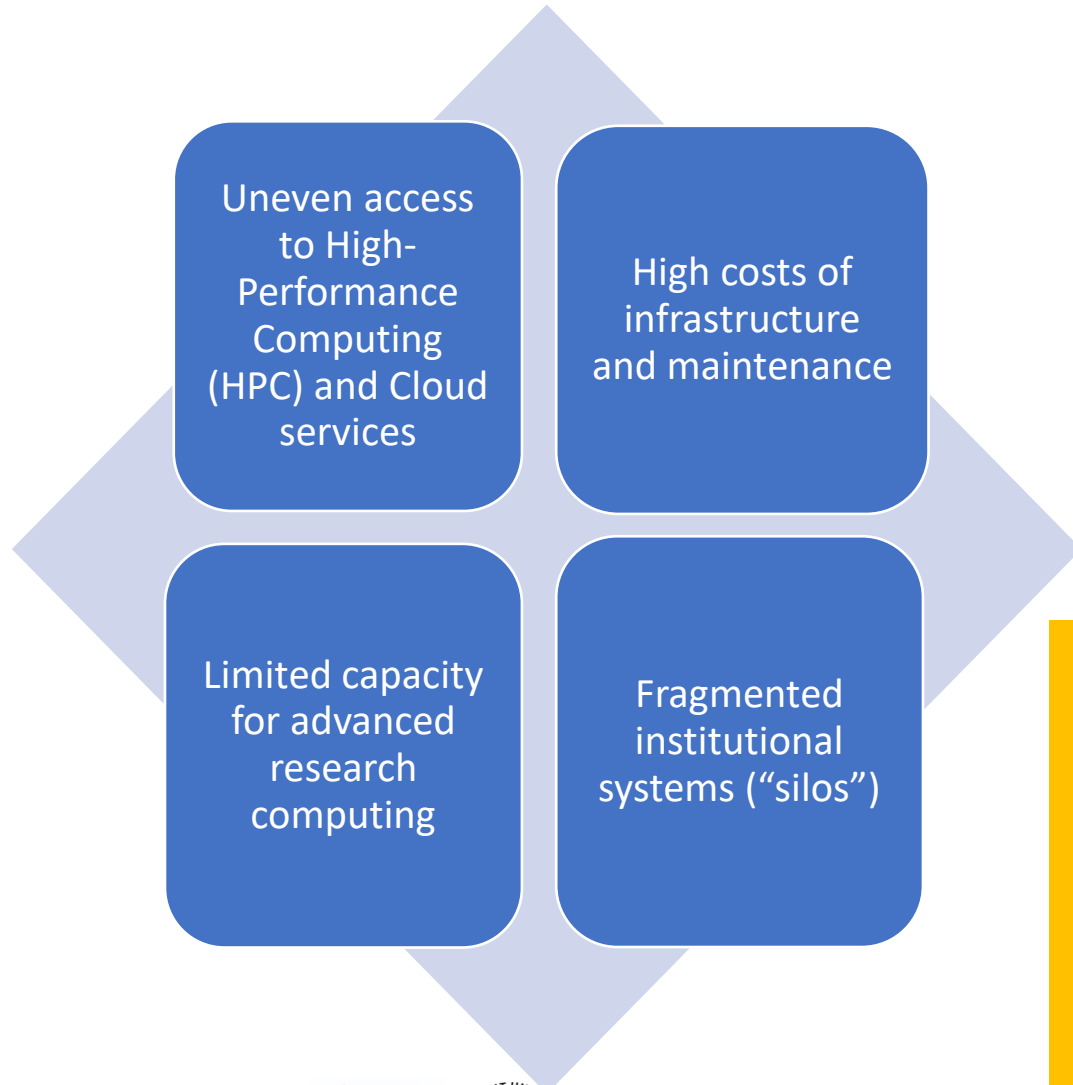 Uneven access
to High-
Performance
Computing
(HPC) and Cloud
services
High costs of
infrastructure
and maintenance
Limited capacity
for advanced
research
computing
Fragmented
institutional
systems (“silos”)